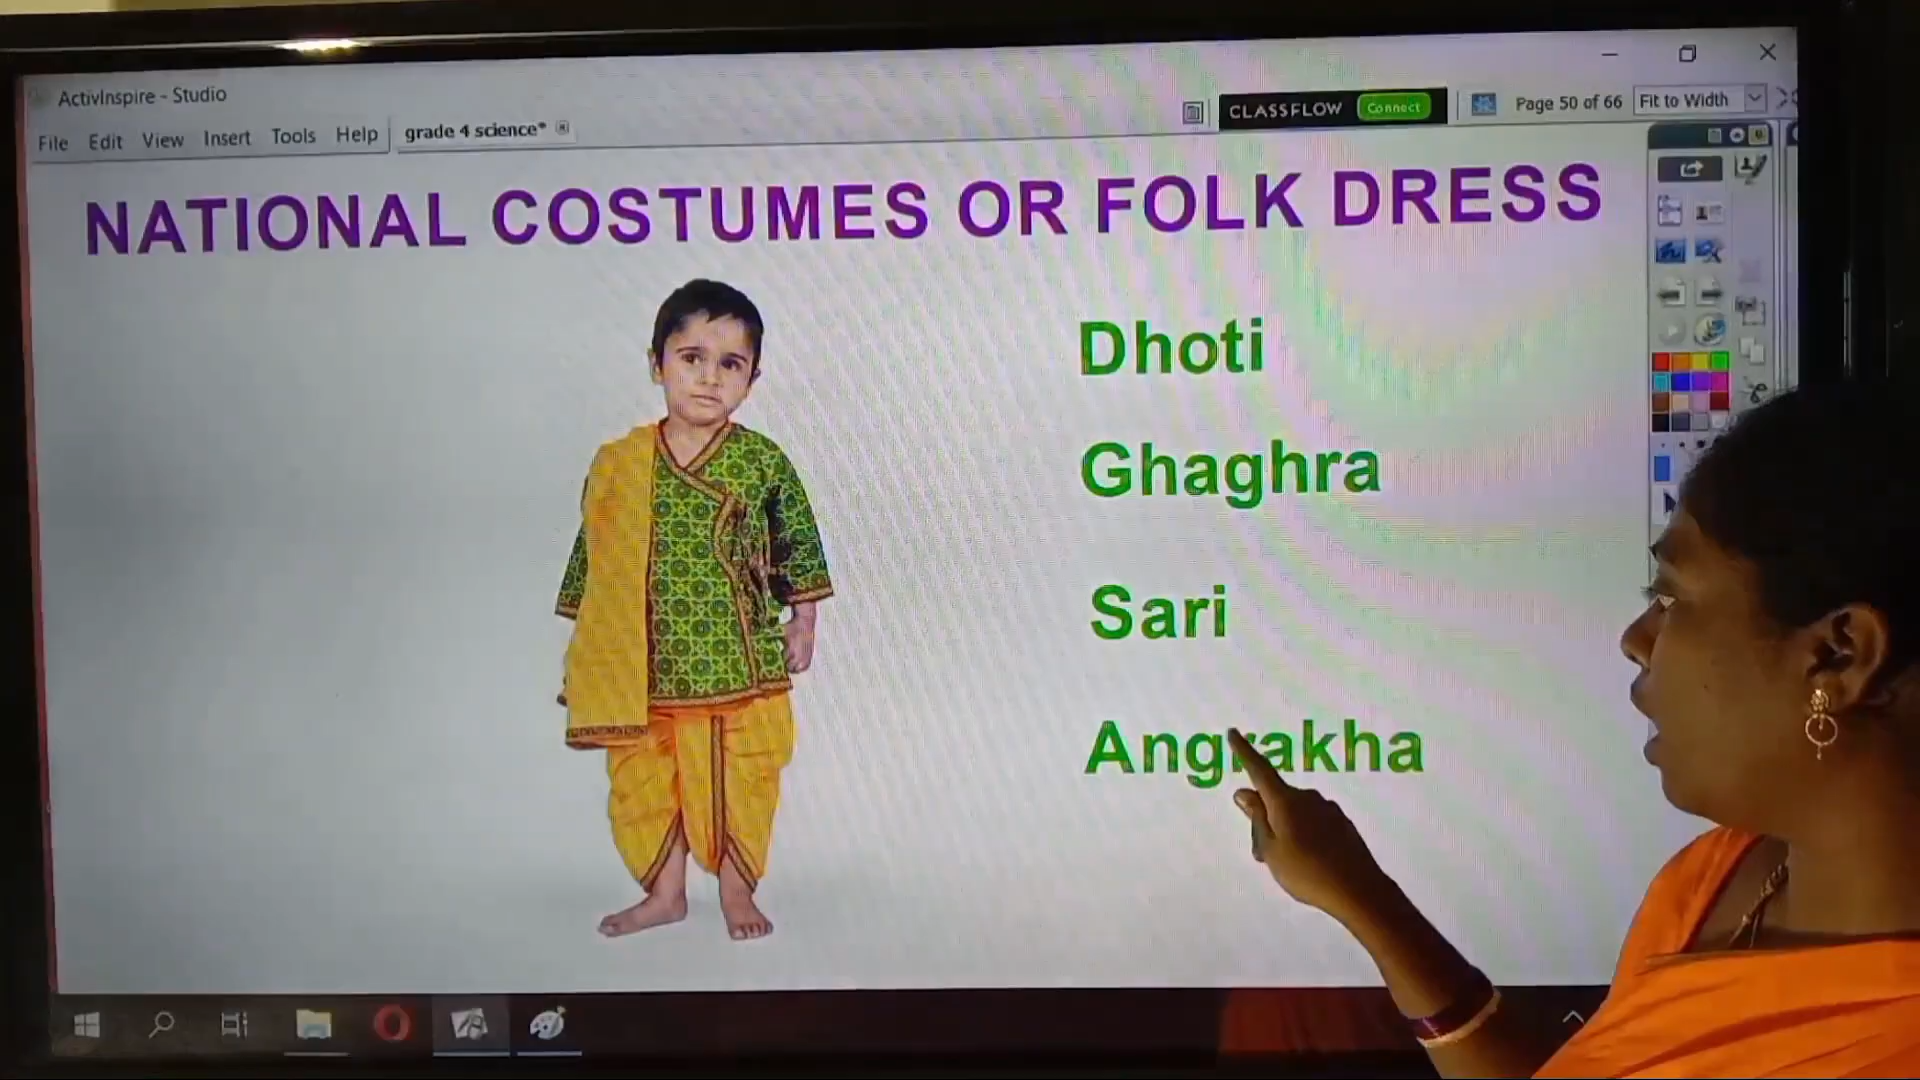 ActivInspire - Studio
File Edit View Insert Tools Help
grade 4 science*
CLASSFLOW Connect
Page 50 of 66
Fit to Width
NATIONAL COSTUMES OR FOLK DRESS
Dhoti
Ghaghra
Sari
Angrakha